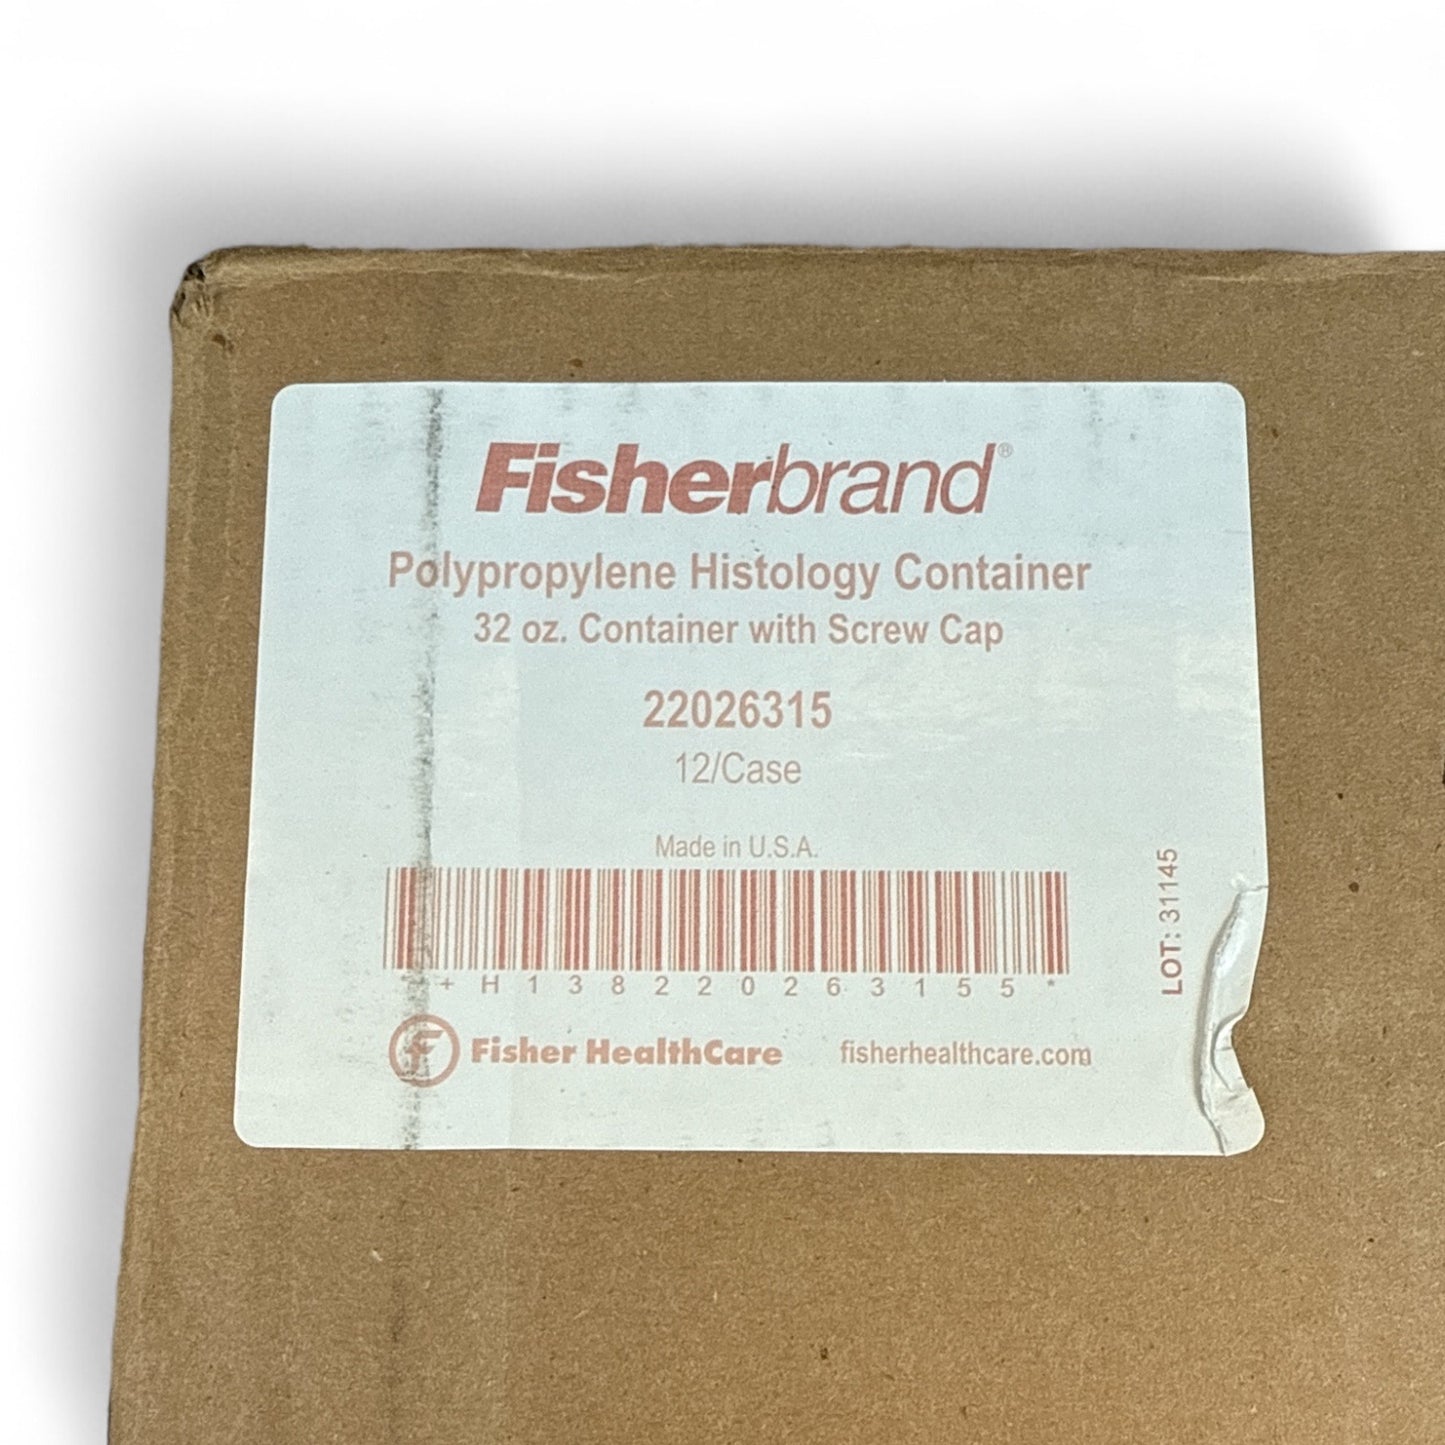 Fisherbrand®
Polypropylene Histology Container
32 oz. Container with Screw Cap
22026315
12/Case
Made in U.S.A.
+H138220263155*
LOT: 31145
F
Fisher HealthCare
fisherhealthcare.com